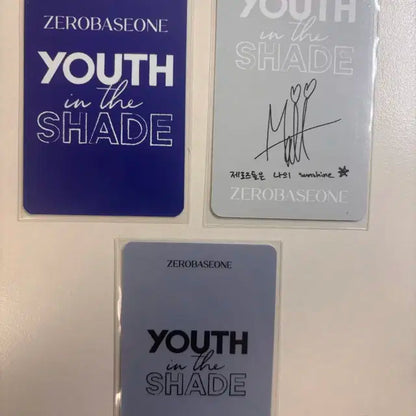 ZEROBASEONE
YOUTH
in the
SHADE
YOUTH
in the
SHADE
Matt
제로즈들은 나의 sunshine
ZEROBASEONE
ZEROBASEONE
YOUTH
in the
SHADE